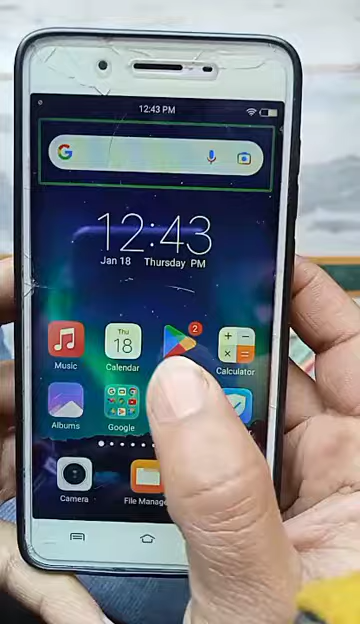 12:43 PM
G
12:43
Jan 18 Thursday PM
Thu
18
2
Music
Calendar
Calculator
Albums
Google
Camera
File Manage